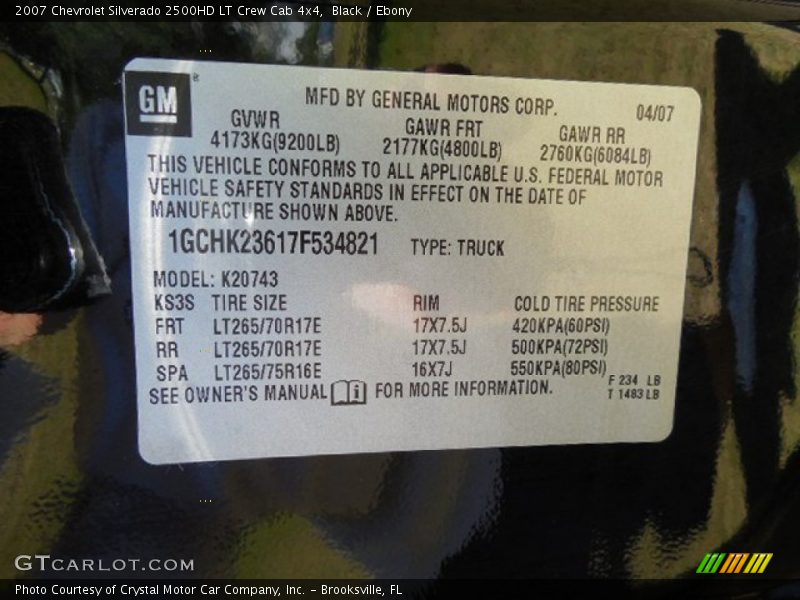 2007 Chevrolet Silverado 2500HD LT Crew Cab 4x4, Black / Ebony
GM ®
MFD BY GENERAL MOTORS CORP. 04/07
GVWR GAWR FRT GAWR RR
4173KG(9200LB) 2177KG(4800LB) 2760KG(6084LB)
THIS VEHICLE CONFORMS TO ALL APPLICABLE U.S. FEDERAL MOTOR
VEHICLE SAFETY STANDARDS IN EFFECT ON THE DATE OF
MANUFACTURE SHOWN ABOVE.
1GCHK23617F534821 TYPE: TRUCK
MODEL: K20743
KS3S TIRE SIZE RIM COLD TIRE PRESSURE
FRT LT265/70R17E 17X7.5J 420KPA(60PSI)
RR LT265/70R17E 17X7.5J 500KPA(72PSI)
SPA LT265/75R16E 16X7J 550KPA(80PSI)
SEE OWNER'S MANUAL i FOR MORE INFORMATION.
F 234 LB
T 1483 LB
GTCARLOT.COM
Photo Courtesy of Crystal Motor Car Company, Inc. – Brooksville, FL